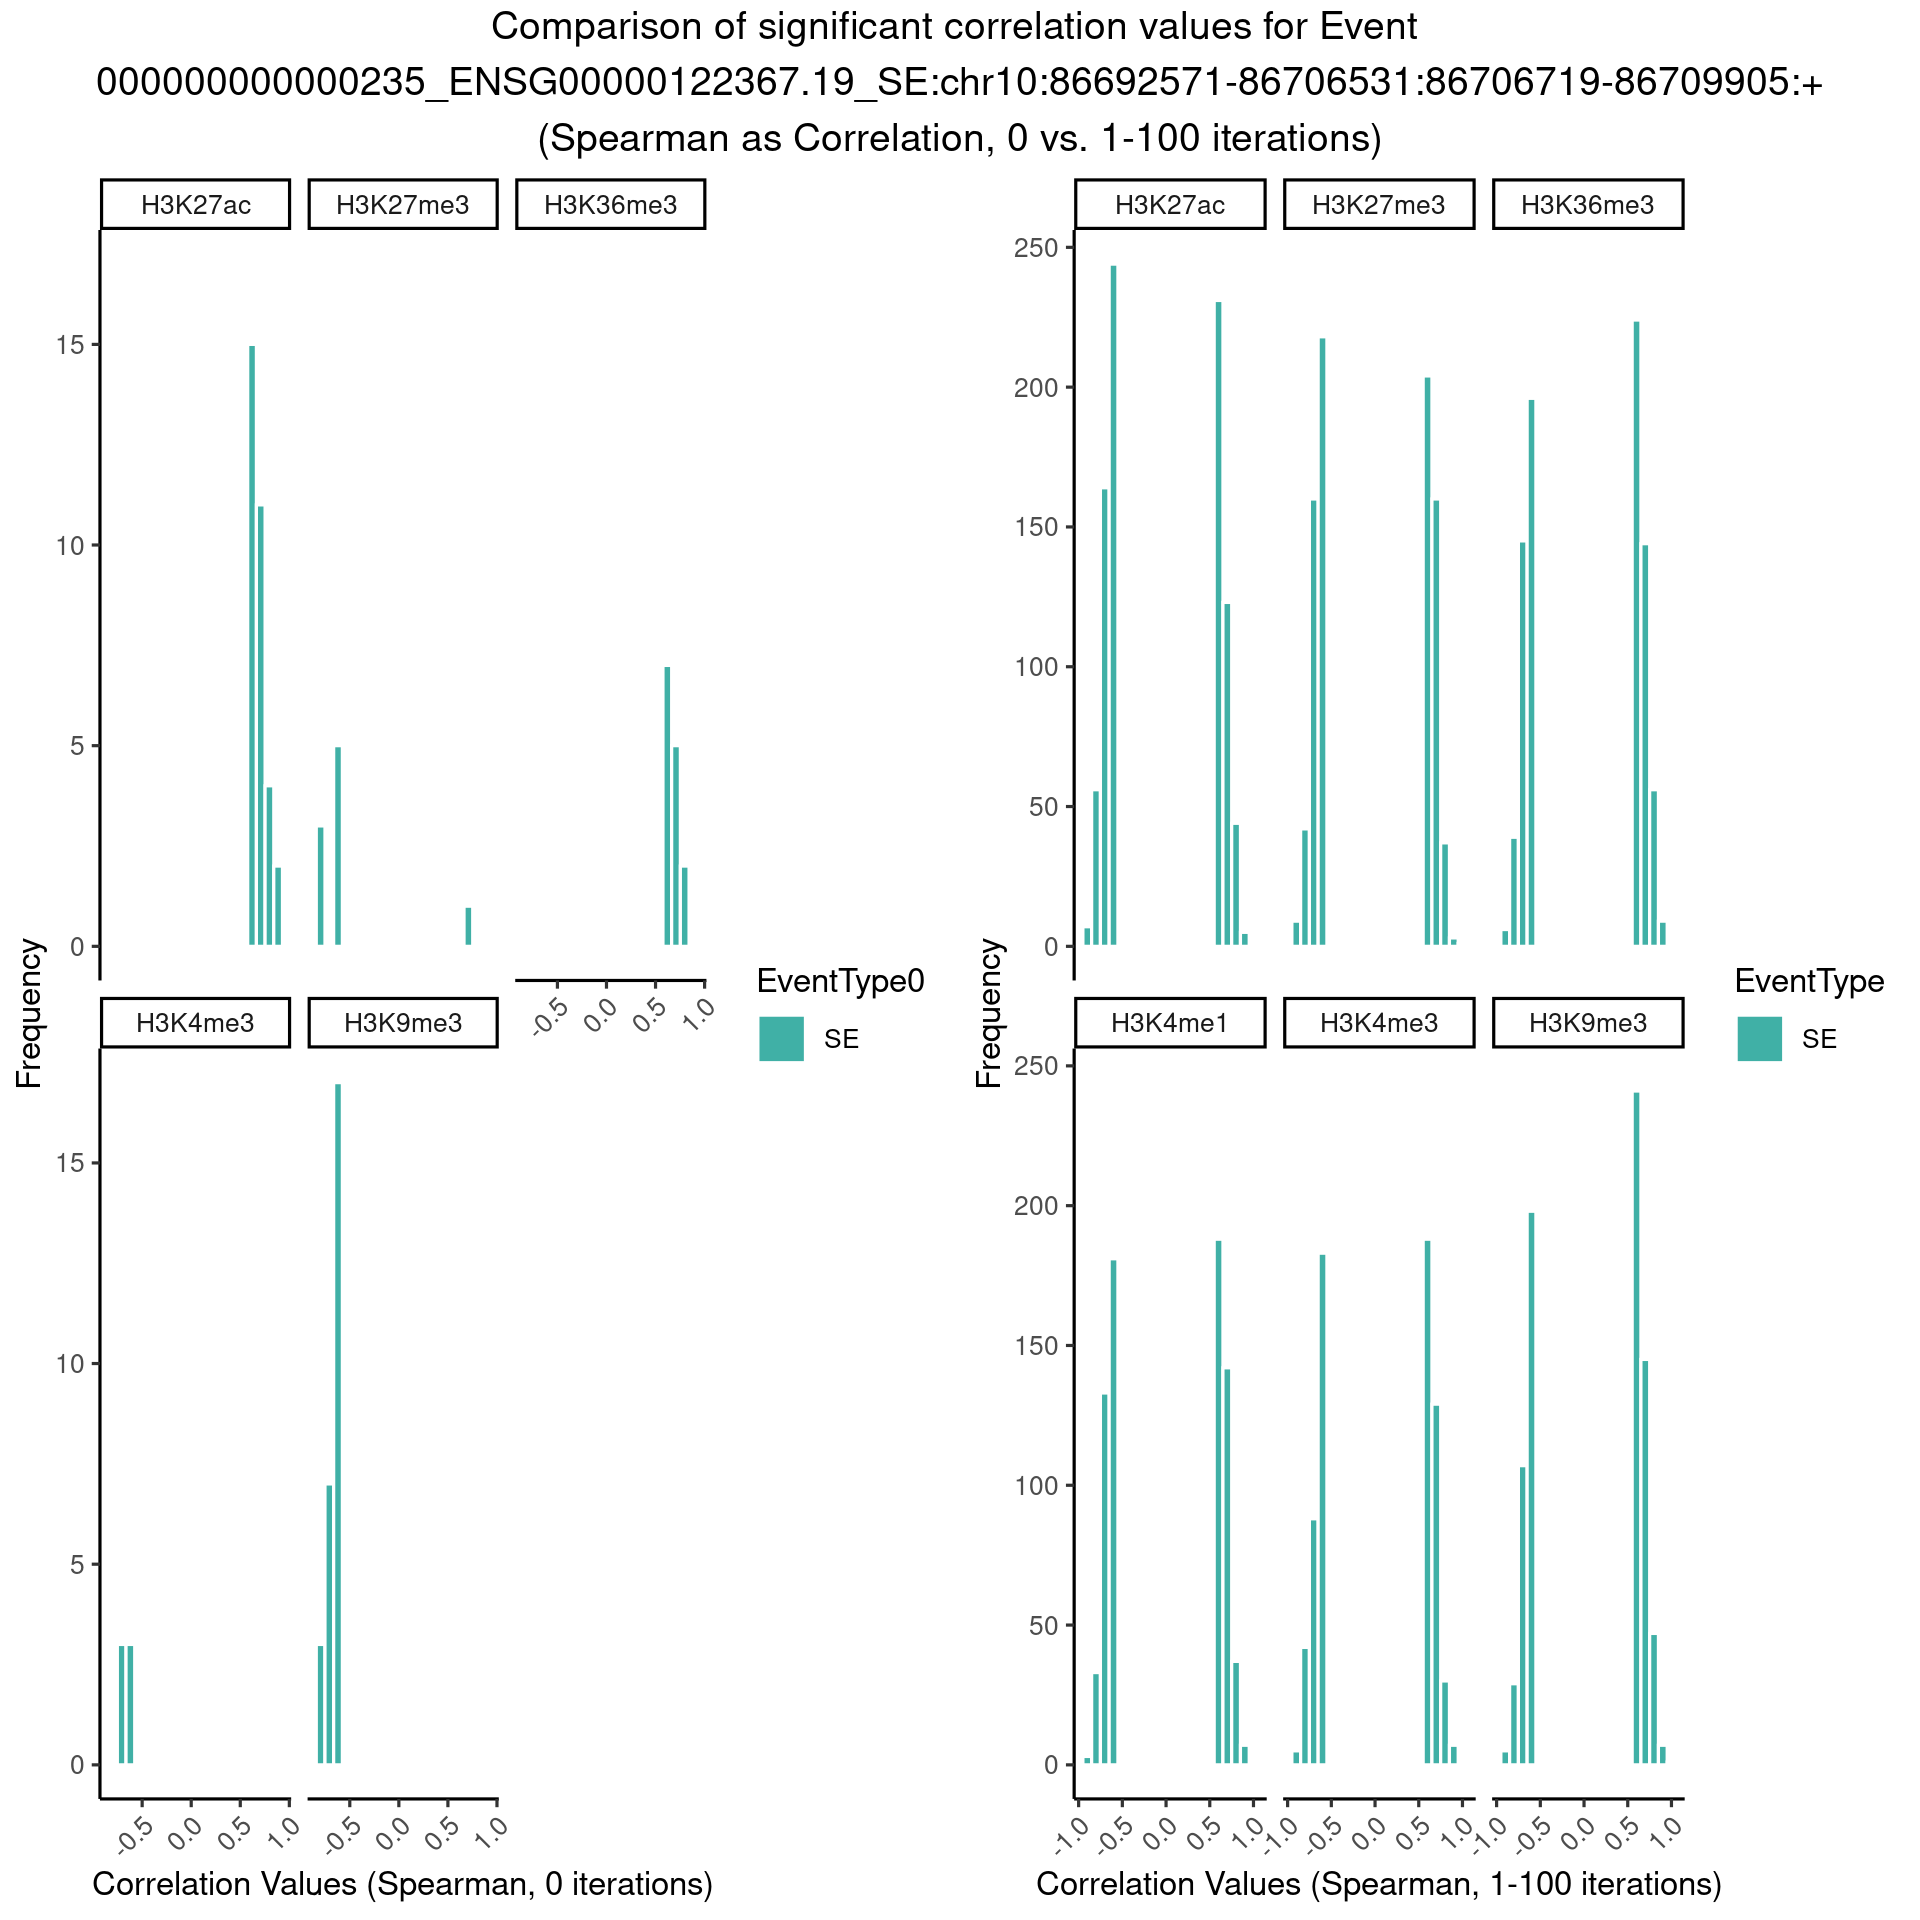 Comparison of significant correlation values for Event
000000000000235_ENSG00000122367.19_SE:chr10:86692571-86706531:86706719-86709905:+
(Spearman as Correlation, 0 vs. 1-100 iterations)
H3K27ac
H3K27me3
H3K36me3
15
10
5
0
-0.5
0.0
0.5
1.0
H3K4me3
H3K9me3
15
10
5
0
-0.5
0.0
0.5
1.0
-0.5
0.0
0.5
1.0
Frequency
Correlation Values (Spearman, 0 iterations)
EventType0
SE
H3K27ac
H3K27me3
H3K36me3
250
200
150
100
50
0
H3K4me1
H3K4me3
H3K9me3
250
200
150
100
50
0
-1.0
-0.5
0.0
0.5
1.0
-1.0
-0.5
0.0
0.5
1.0
-1.0
-0.5
0.0
0.5
1.0
Frequency
Correlation Values (Spearman, 1-100 iterations)
EventType
SE